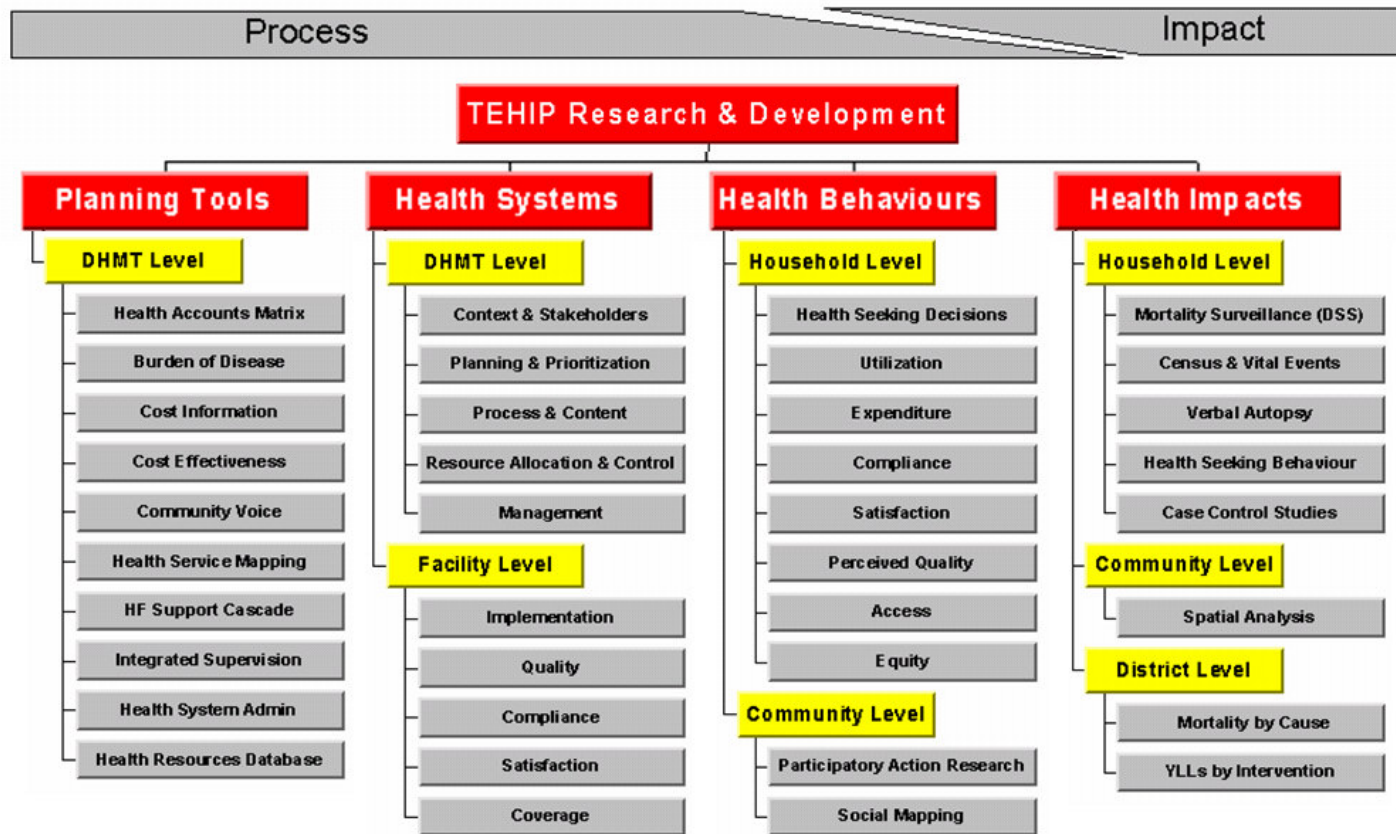 Process
Impact
TEHIP Research & Development
Planning Tools
DHMT Level
Health Accounts Matrix
Burden of Disease
Cost Information
Cost Effectiveness
Community Voice
Health Service Mapping
HF Support Cascade
Integrated Supervision
Health System Admin
Health Resources Database
Health Systems
DHMT Level
Context & Stakeholders
Planning & Prioritization
Process & Content
Resource Allocation & Control
Management
Facility Level
Implementation
Quality
Compliance
Satisfaction
Coverage
Health Behaviours
Household Level
Health Seeking Decisions
Utilization
Expenditure
Compliance
Satisfaction
Perceived Quality
Access
Equity
Community Level
Participatory Action Research
Social Mapping
Health Impacts
Household Level
Mortality Surveillance (DSS)
Census & Vital Events
Verbal Autopsy
Health Seeking Behaviour
Case Control Studies
Community Level
Spatial Analysis
District Level
Mortality by Cause
YLLs by Intervention